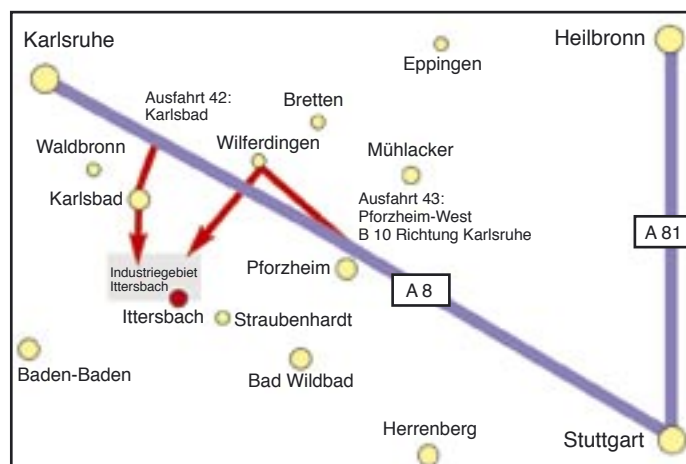 Karlsruhe
Heilbronn
Eppingen
Ausfahrt 42:
Karlsbad
Bretten
Waldbronn
Wilferdingen
Mühlacker
Karlsbad
Ausfahrt 43:
Pforzheim-West
B 10 Richtung Karlsruhe
A 81
Industriegebiet
Ittersbach
Pforzheim
A 8
Ittersbach
Straubenhardt
Baden-Baden
Bad Wildbad
Herrenberg
Stuttgart